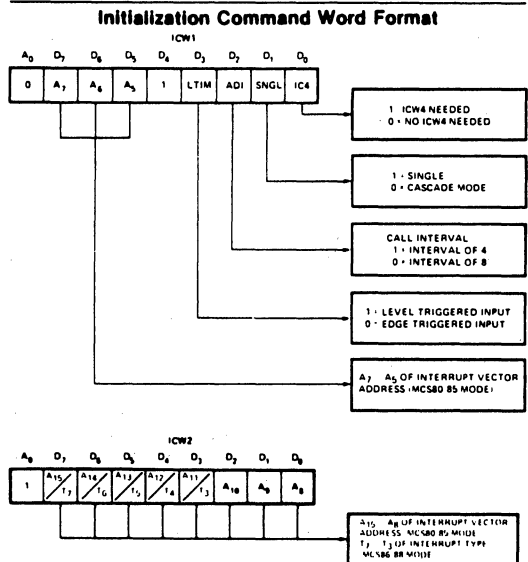 Initialization Command Word Format
ICW1
A0 D7 D6 D5 D4 D3 D2 D1 D0
0 A7 A6 A5 1 LTIM ADI SNGL IC4
1 ICW4 NEEDED
0 = NO ICW4 NEEDED
1 = SINGLE
0 = CASCADE MODE
CALL INTERVAL
1 = INTERVAL OF 4
0 = INTERVAL OF 8
1 = LEVEL TRIGGERED INPUT
0 = EDGE TRIGGERED INPUT
A7 A5 OF INTERRUPT VECTOR
ADDRESS (MCS80 85 MODE)
ICW2
A0 D7 D6 D5 D4 D3 D2 D1 D0
1 A15/T7 A14/T6 A13/T5 A12/T4 A11/T3 A10 A9 A8
A15 A8 OF INTERRUPT VECTOR
ADDRESS MCS80 85 MODE
T7 T3 OF INTERRUPT TYPE
MCS86 88 MODE